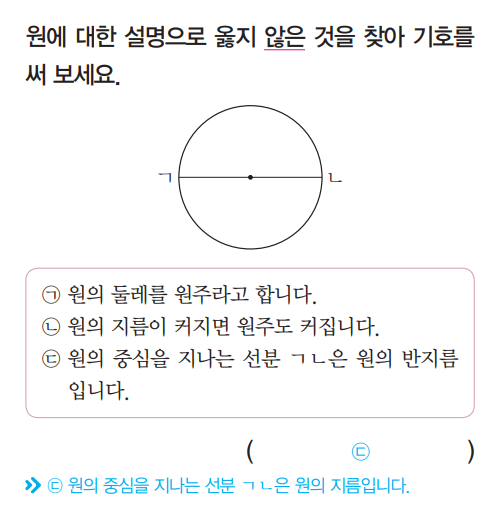 원에 대한 설명으로 옳지 않은 것을 찾아 기호를
써 보세요.
ㄱ ㄴ
㉠ 원의 둘레를 원주라고 합니다.
㉡ 원의 지름이 커지면 원주도 커집니다.
㉢ 원의 중심을 지나는 선분 ㄱㄴ은 원의 반지름
입니다.
( ㉢ )
㉢ 원의 중심을 지나는 선분 ㄱㄴ은 원의 지름입니다.